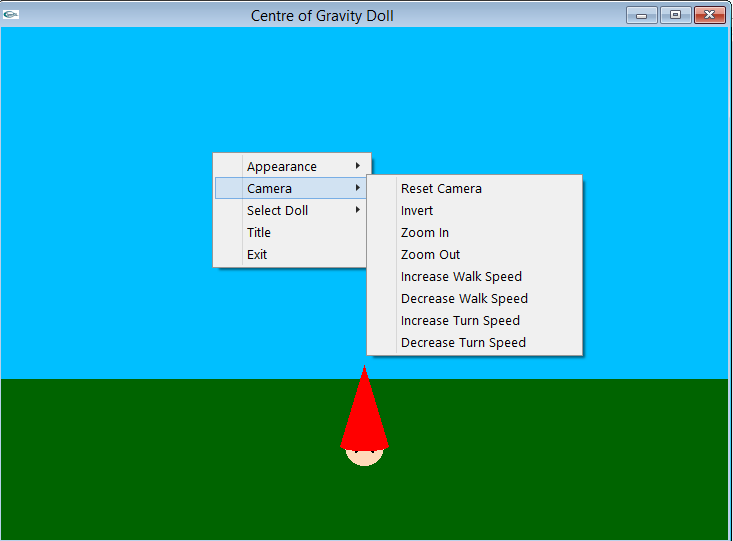 Centre of Gravity Doll
Appearance
Camera
Select Doll
Title
Exit
Reset Camera
Invert
Zoom In
Zoom Out
Increase Walk Speed
Decrease Walk Speed
Increase Turn Speed
Decrease Turn Speed